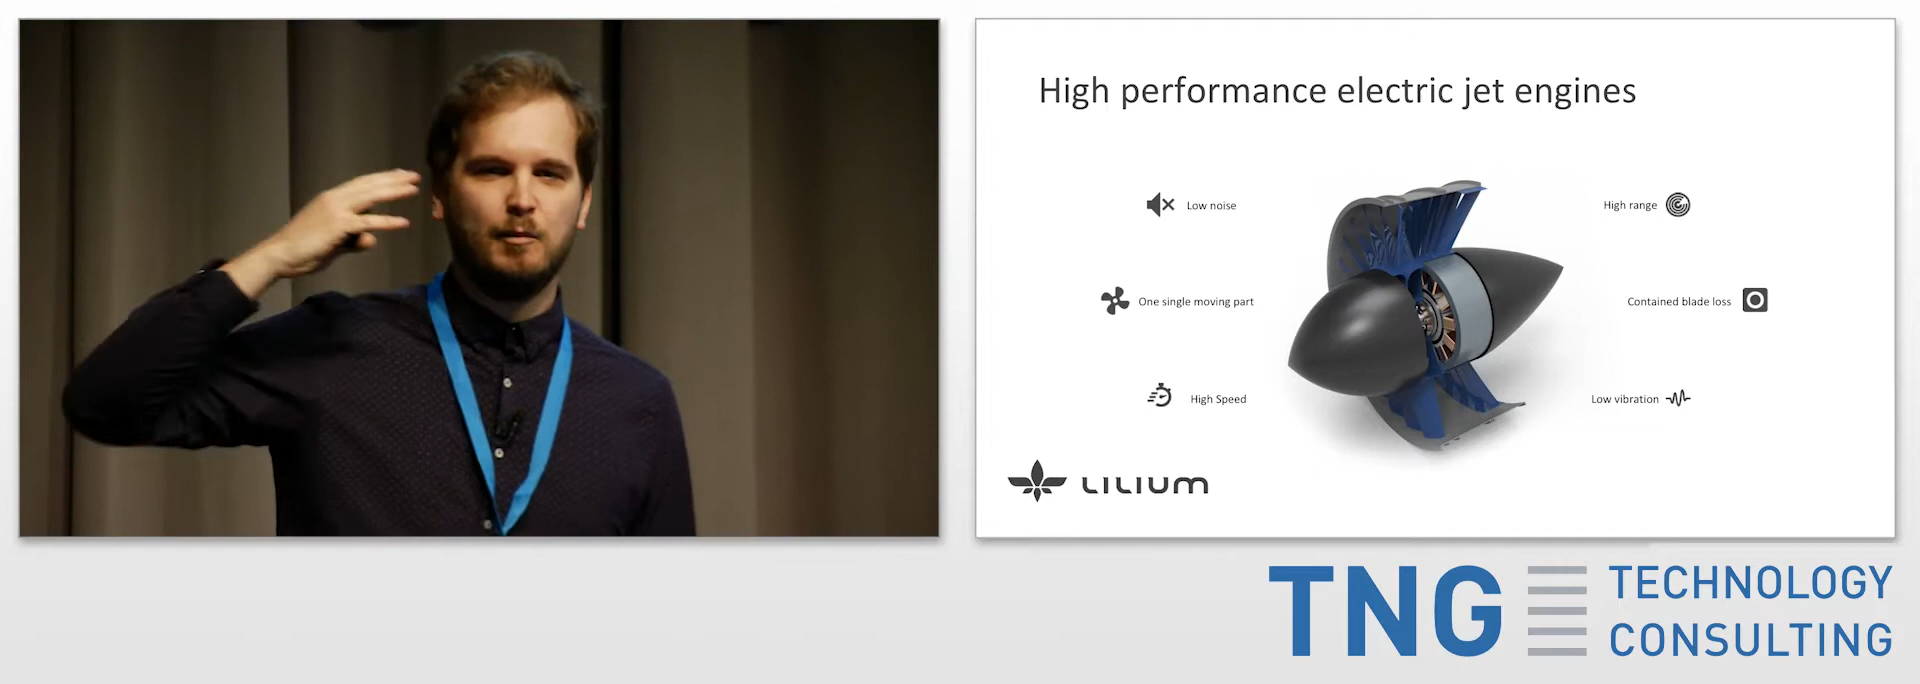 High performance electric jet engines
Low noise
High range
One single moving part
Contained blade loss
High Speed
Low vibration
LILIUM
TNG TECHNOLOGY
CONSULTING